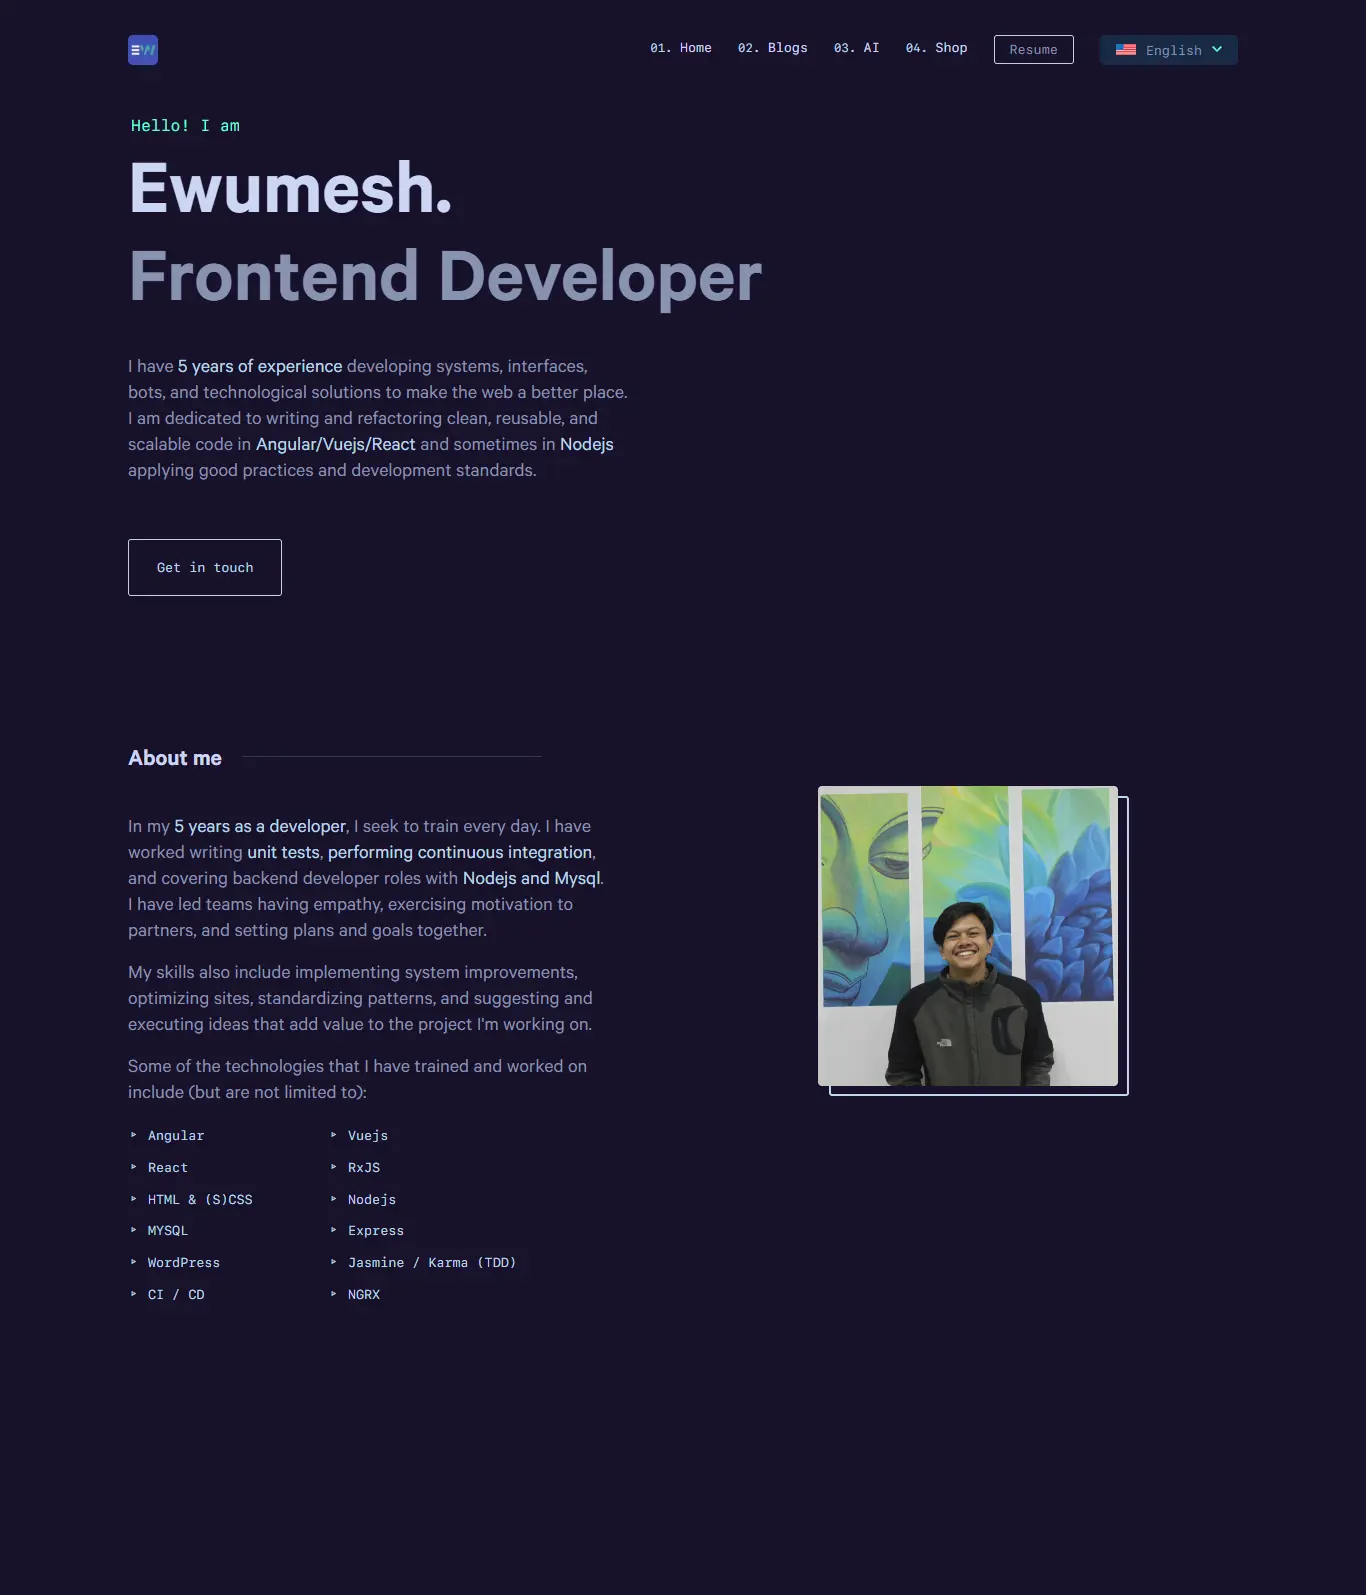 EW
01. Home 02. Blogs 03. AI 04. Shop Resume English
Hello! I am
Ewumesh.
Frontend Developer
I have 5 years of experience developing systems, interfaces,
bots, and technological solutions to make the web a better place.
I am dedicated to writing and refactoring clean, reusable, and
scalable code in Angular/Vuejs/React and sometimes in Nodejs
applying good practices and development standards.
Get in touch
About me
In my 5 years as a developer, I seek to train every day. I have
worked writing unit tests, performing continuous integration,
and covering backend developer roles with Nodejs and Mysql.
I have led teams having empathy, exercising motivation to
partners, and setting plans and goals together.
My skills also include implementing system improvements,
optimizing sites, standardizing patterns, and suggesting and
executing ideas that add value to the project I'm working on.
Some of the technologies that I have trained and worked on
include (but are not limited to):
Angular
Vuejs
React
RxJS
HTML & (S)CSS
Nodejs
MYSQL
Express
WordPress
Jasmine / Karma (TDD)
CI / CD
NGRX